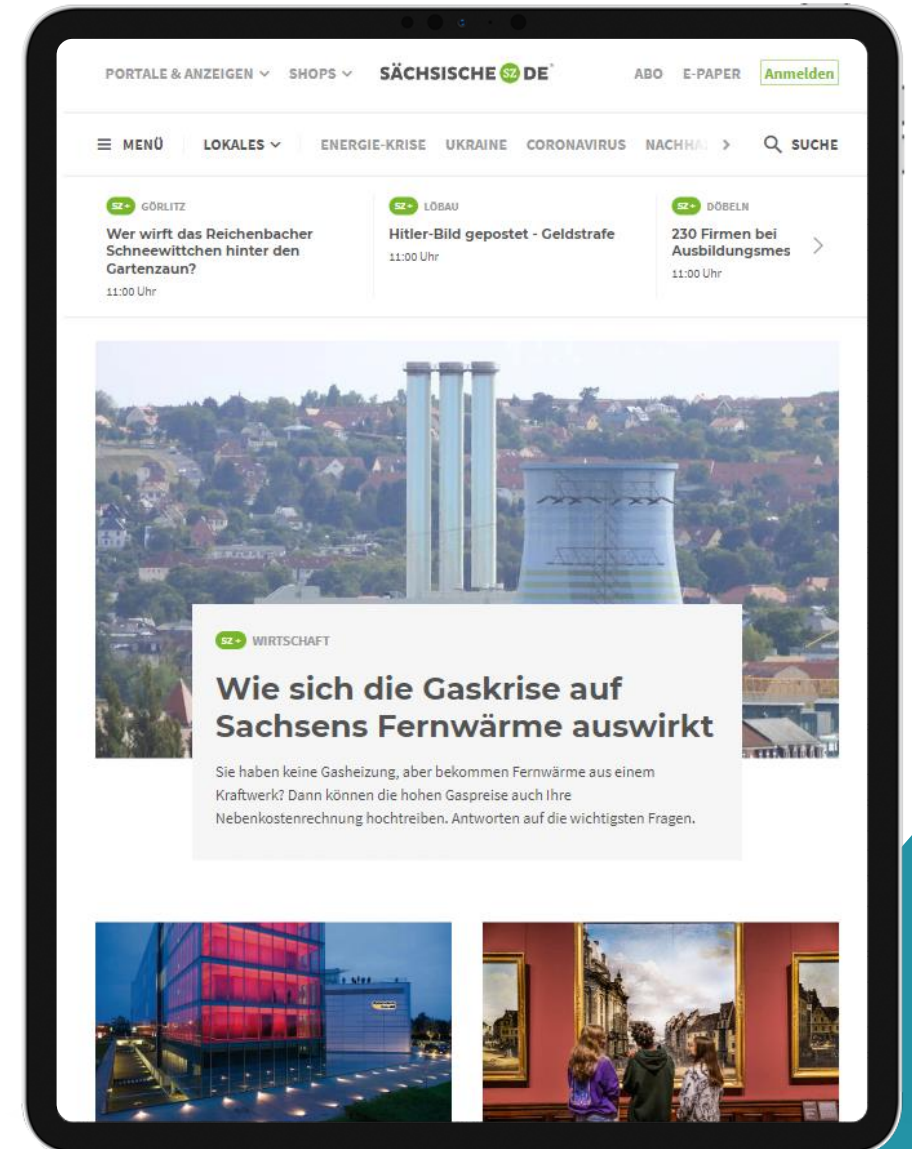 PORTALE & ANZEIGEN SHOPS SÄCHSISCHE SZ DE ABO E-PAPER Anmelden
MENÜ LOKALES ENERGIE-KRISE UKRAINE CORONAVIRUS NACHHA SUCHE
SZ+ GÖRLITZ
Wer wirft das Reichenbacher
Schneewittchen hinter den
Gartenzaun?
11:00 Uhr
SZ+ LÖBAU
Hitler-Bild gepostet - Geldstrafe
11:00 Uhr
SZ+ DÖBELN
230 Firmen bei
Ausbildungsmes
11:00 Uhr
SZ+ WIRTSCHAFT
Wie sich die Gaskrise auf
Sachsens Fernwärme auswirkt
Sie haben keine Gasheizung, aber bekommen Fernwärme aus einem
Kraftwerk? Dann können die hohen Gaspreise auch Ihre
Nebenkostenrechnung hochtreiben. Antworten auf die wichtigsten Fragen.